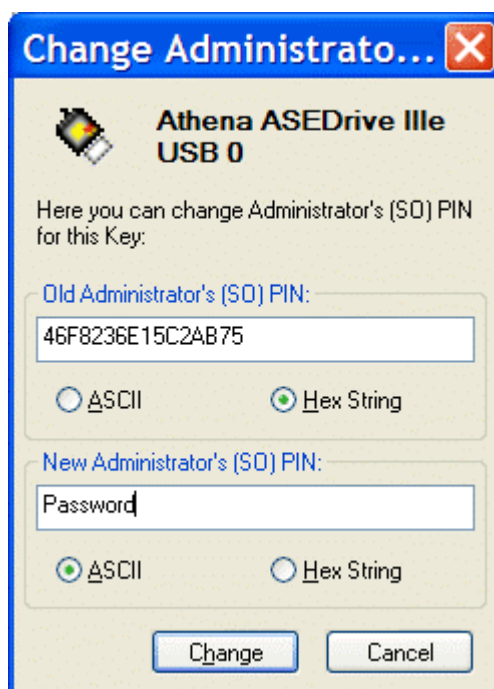 Change Administrato...
Athena ASEDrive IIIe
USB 0
Here you can change Administrator's (SO) PIN
for this Key:
Old Administrator's (SO) PIN:
46F8236E15C2AB75
ASCII Hex String
New Administrator's (SO) PIN:
Password
ASCII Hex String
Change Cancel